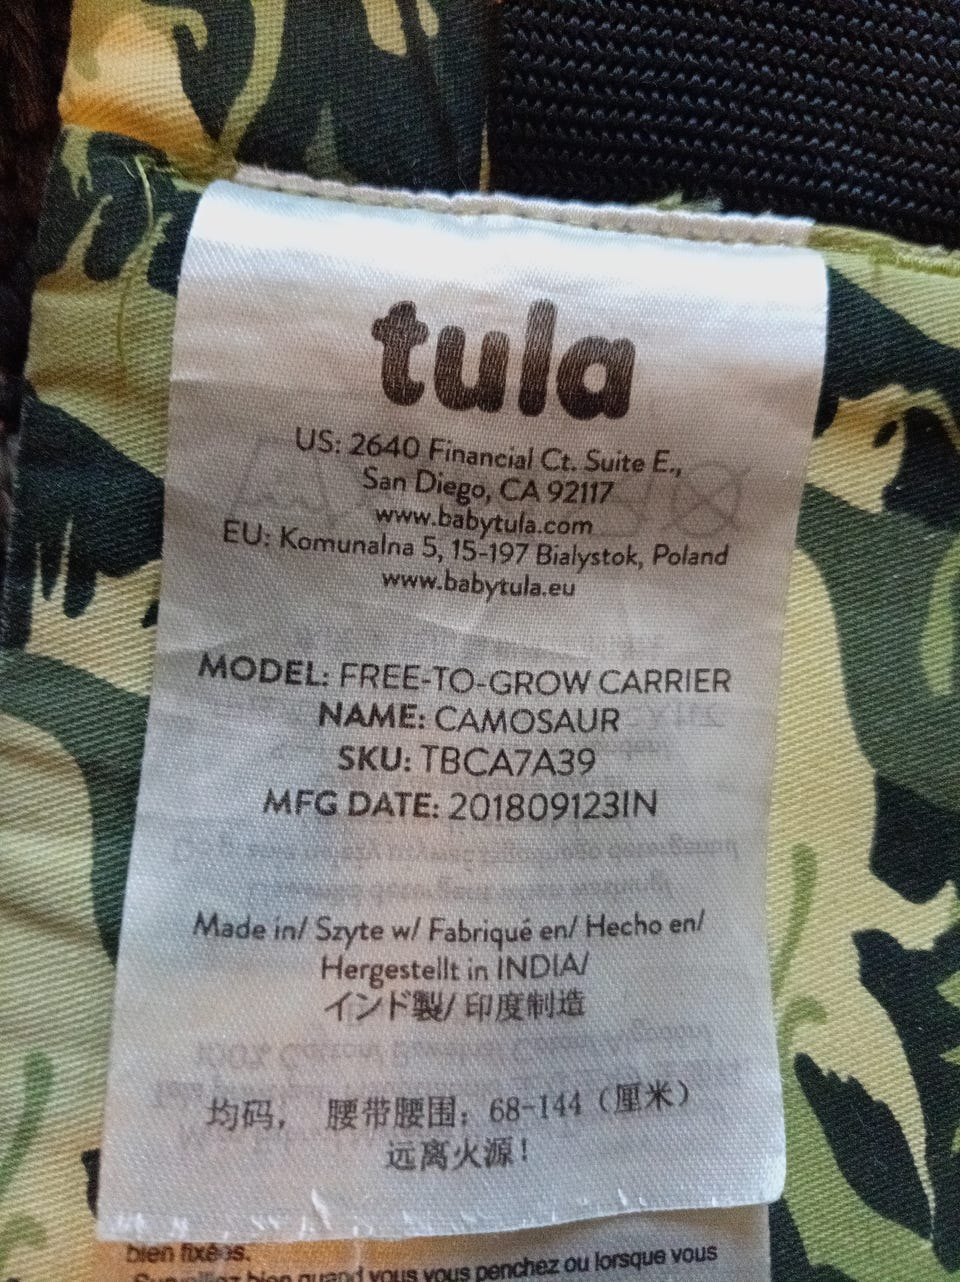 tula
US: 2640 Financial Ct. Suite E.,
San Diego, CA 92117
www.babytula.com
EU: Komunalna 5, 15-197 Bialystok, Poland
www.babytula.eu
MODEL: FREE-TO-GROW CARRIER
NAME: CAMOSAUR
SKU: TBCA7A39
MFG DATE: 201809123IN
Made in/ Szyte w/ Fabriqué en/ Hecho en/
Hergestellt in INDIA/
インド製/ 印度制造
均码， 腰带腰围：68-144（厘米）
远离火源！
bien fixées.
Surveillez bien quand vous vous penchez ou lorsque vous